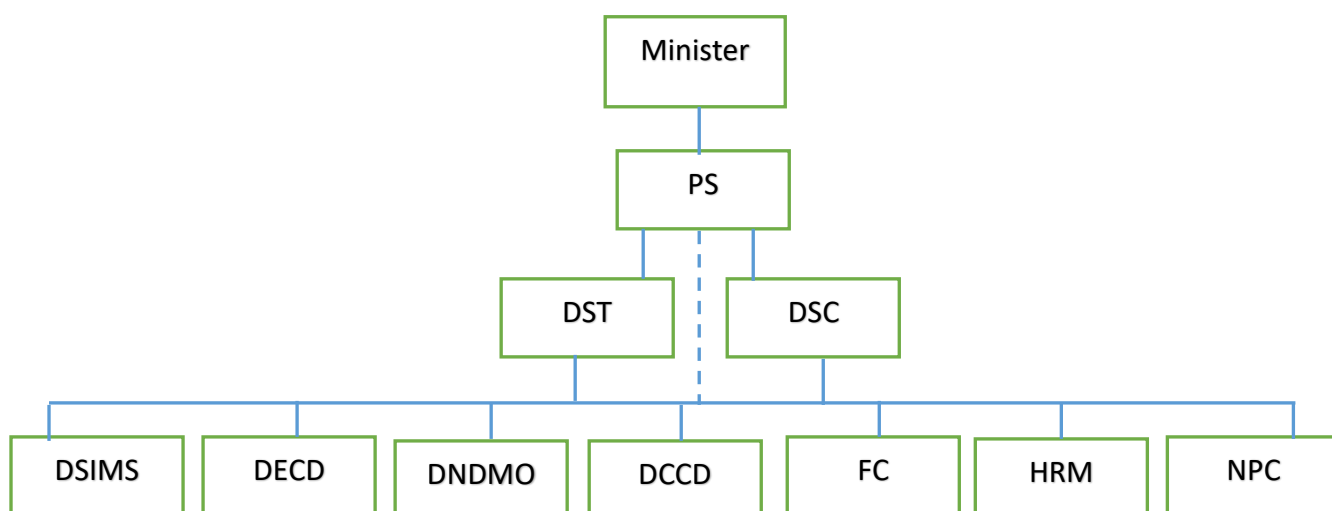 Minister
PS
DST
DSC
DSIMS
DECD
DNDMO
DCCD
FC
HRM
NPC